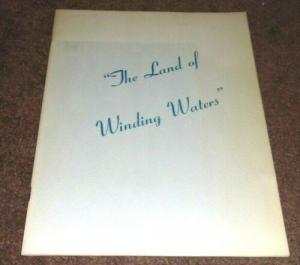 "The Land of
Winding Waters"